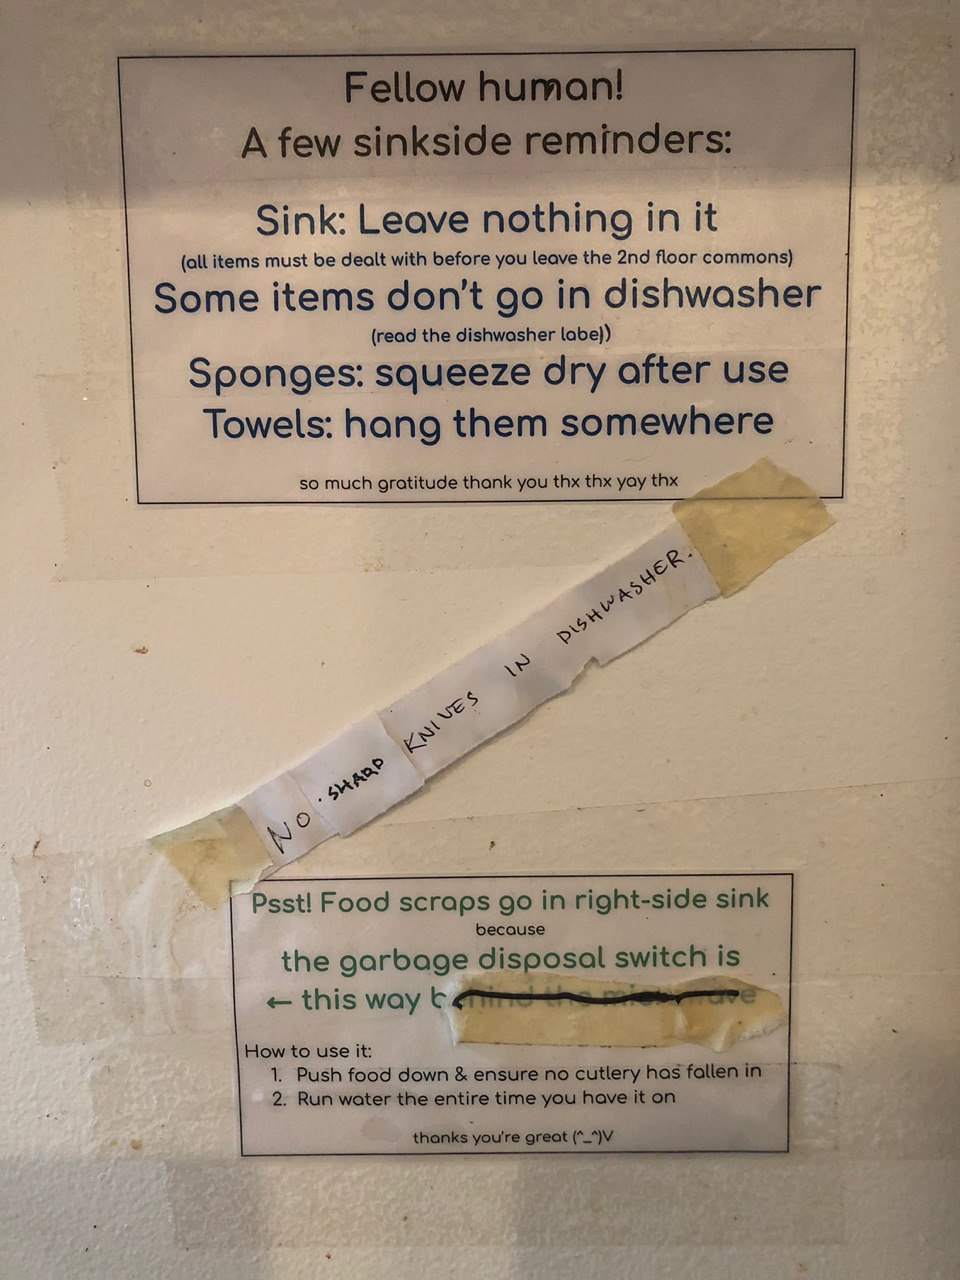 Fellow human!
A few sinkside reminders:
Sink: Leave nothing in it
(all items must be dealt with before you leave the 2nd floor commons)
Some items don't go in dishwasher
(read the dishwasher label)
Sponges: squeeze dry after use
Towels: hang them somewhere
so much gratitude thank you thx thx yay thx
NO. SHARP KNIVES IN DISHWASHER.
Psst! Food scraps go in right-side sink
because
the garbage disposal switch is
← this way behind the microwave
How to use it:
1. Push food down & ensure no cutlery has fallen in
2. Run water the entire time you have it on
thanks you're great (^_^)V